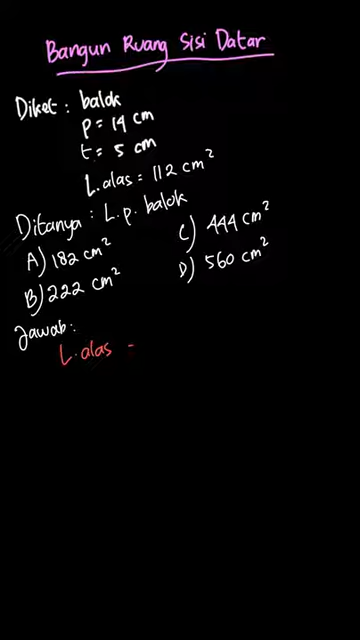 Bangun Ruang Sisi Datar
Diket : balok
p = 14 cm
t = 5 cm
L.alas = 112 cm²
Ditanya : L.p. balok
A) 182 cm²
B) 222 cm²
C) 444 cm²
D) 560 cm²
Jawab:
L.alas -